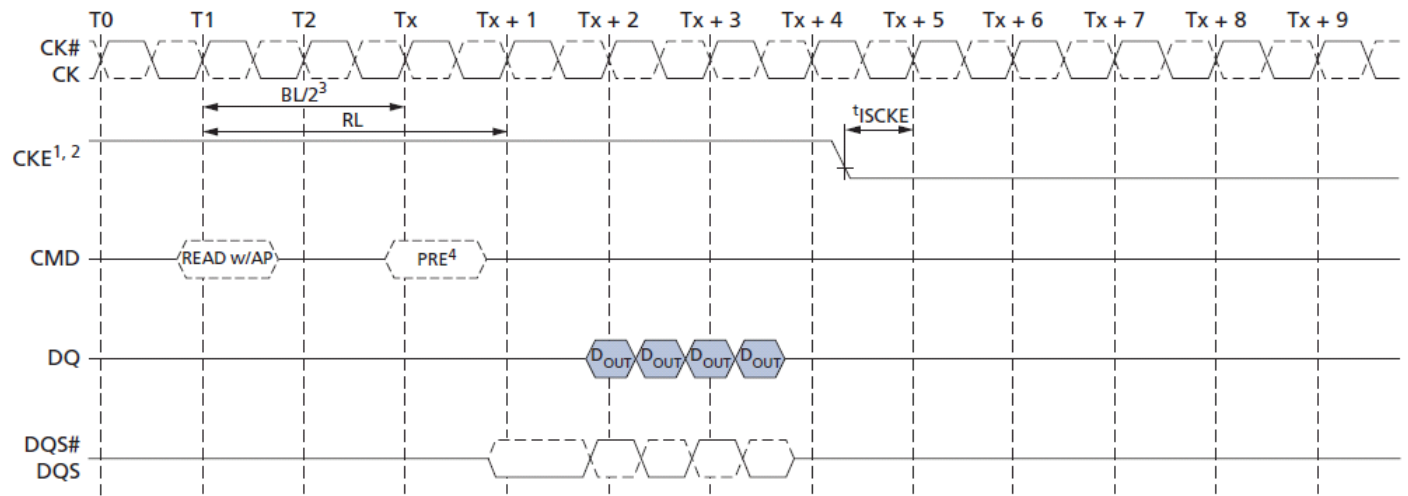 T0 T1 T2 Tx Tx + 1 Tx + 2 Tx + 3 Tx + 4 Tx + 5 Tx + 6 Tx + 7 Tx + 8 Tx + 9
CK#
CK
BL/2³
RL
tISCKE
CKE1, 2
CMD READ w/AP PRE⁴
DQ DOUT DOUT DOUT DOUT
DQS#
DQS